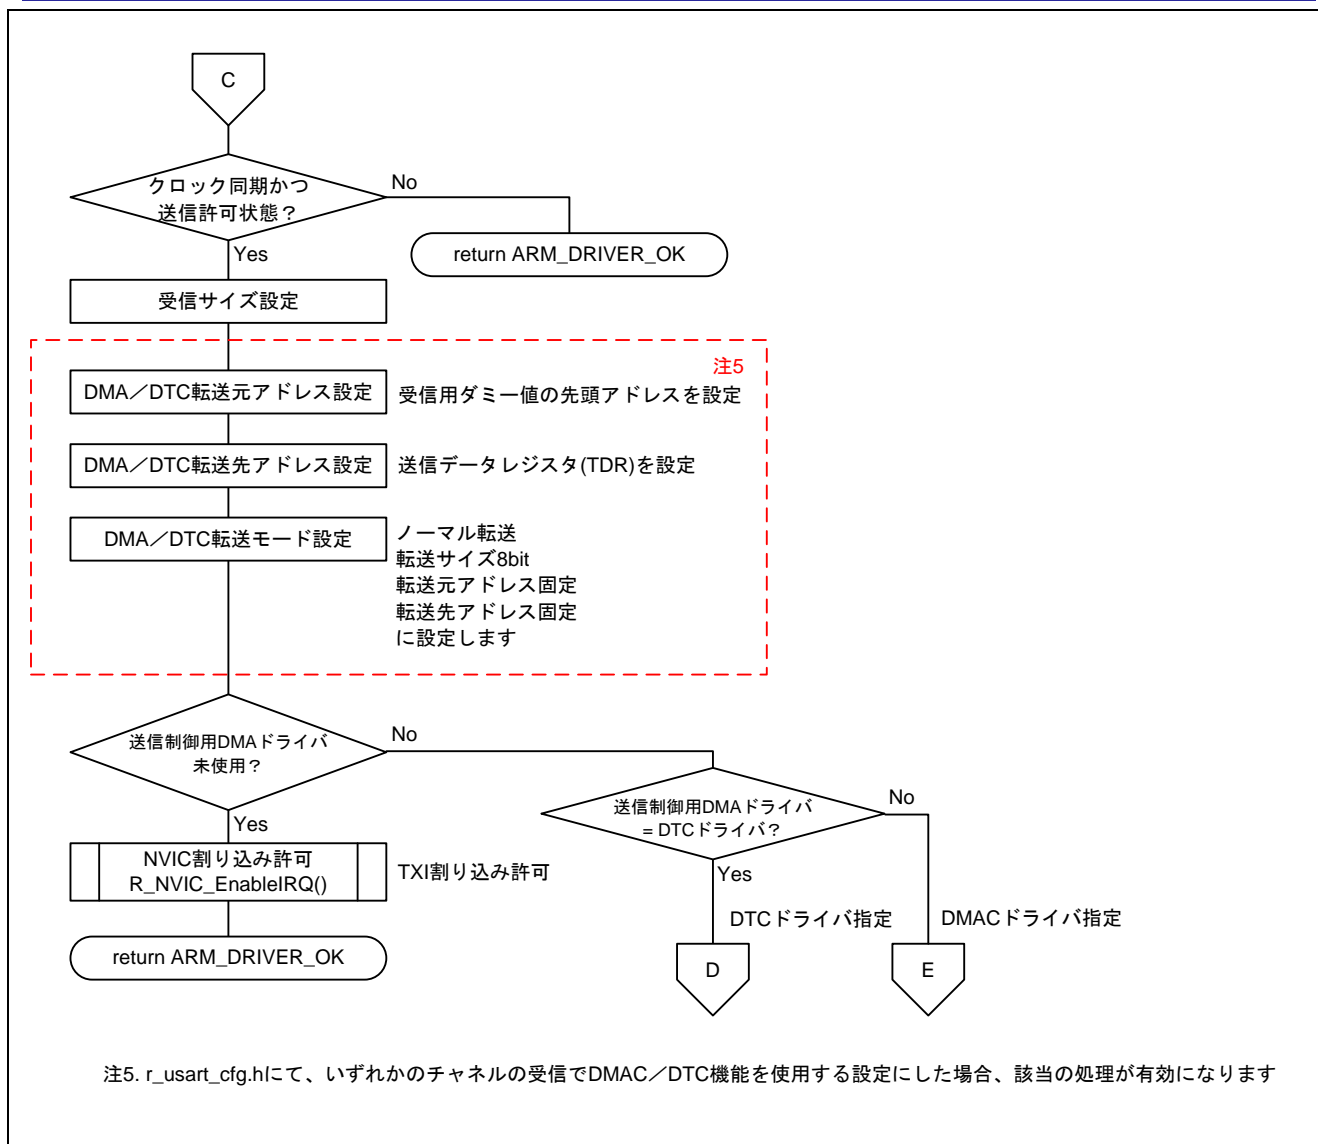 C
クロック同期かつ
送信許可状態？
No
Yes
return ARM_DRIVER_OK
受信サイズ設定
注5
DMA／DTC転送元アドレス設定
受信用ダミー値の先頭アドレスを設定
DMA／DTC転送先アドレス設定
送信データレジスタ(TDR)を設定
DMA／DTC転送モード設定
ノーマル転送
転送サイズ8bit
転送元アドレス固定
転送先アドレス固定
に設定します
送信制御用DMAドライバ
未使用？
No
Yes
送信制御用DMAドライバ
= DTCドライバ？
No
Yes
NVIC割り込み許可
R_NVIC_EnableIRQ()
TXI割り込み許可
DTCドライバ指定
DMACドライバ指定
return ARM_DRIVER_OK
D
E
注5. r_usart_cfg.hにて、いずれかのチャネルの受信でDMAC／DTC機能を使用する設定にした場合、該当の処理が有効になります